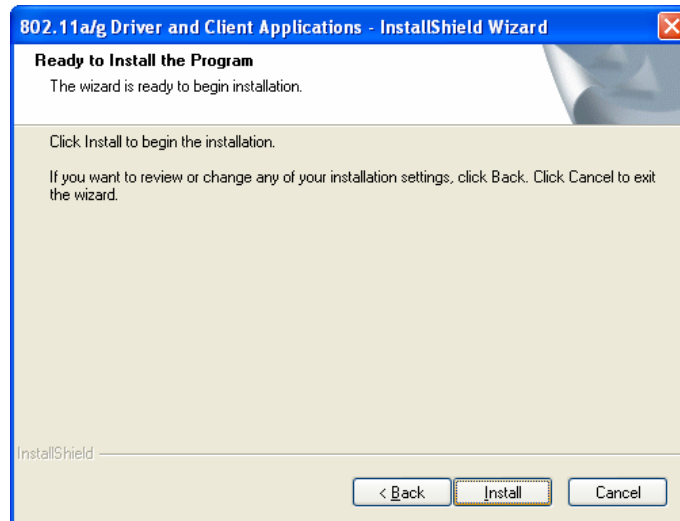 802.11a/g Driver and Client Applications - InstallShield Wizard
Ready to Install the Program
The wizard is ready to begin installation.
Click Install to begin the installation.
If you want to review or change any of your installation settings, click Back. Click Cancel to exit
the wizard.
InstallShield
< Back
Install
Cancel